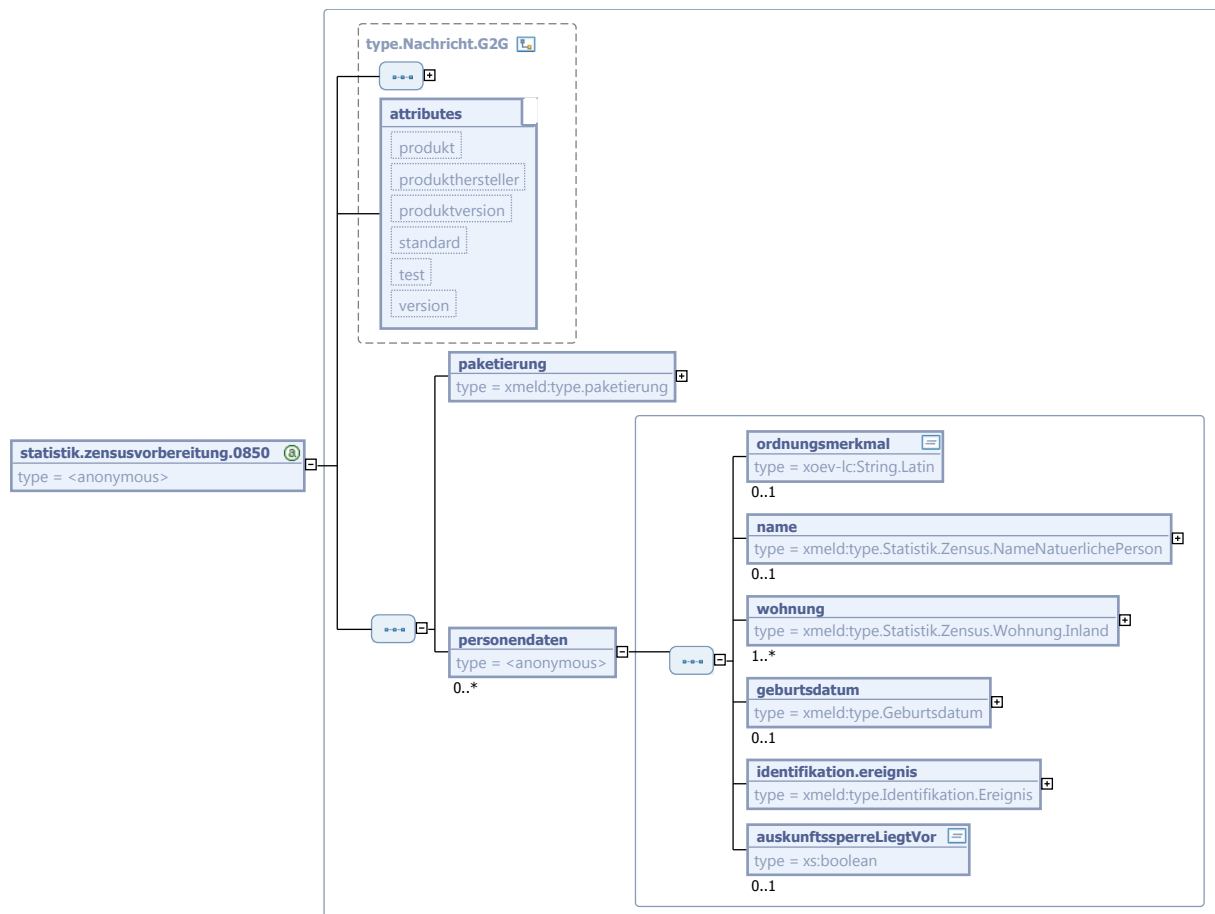 type.Nachricht.G2G
attributes
produkt
produkthersteller
produktversion
standard
test
version
paketierung
type = xmeld:type.paketierung
statistik.zensusvorbereitung.0850
type = <anonymous>
personendaten
type = <anonymous>
0..*
ordnungsmerkmal
type = xoev-lc:String.Latin
0..1
name
type = xmeld:type.Statistik.Zensus.NameNatuerlichePerson
0..1
wohnung
type = xmeld:type.Statistik.Zensus.Wohnung.Inland
1..*
geburtsdatum
type = xmeld:type.Geburtsdatum
0..1
identifikation.ereignis
type = xmeld:type.Identifikation.Ereignis
auskunftssperreLiegtVor
type = xs:boolean
0..1